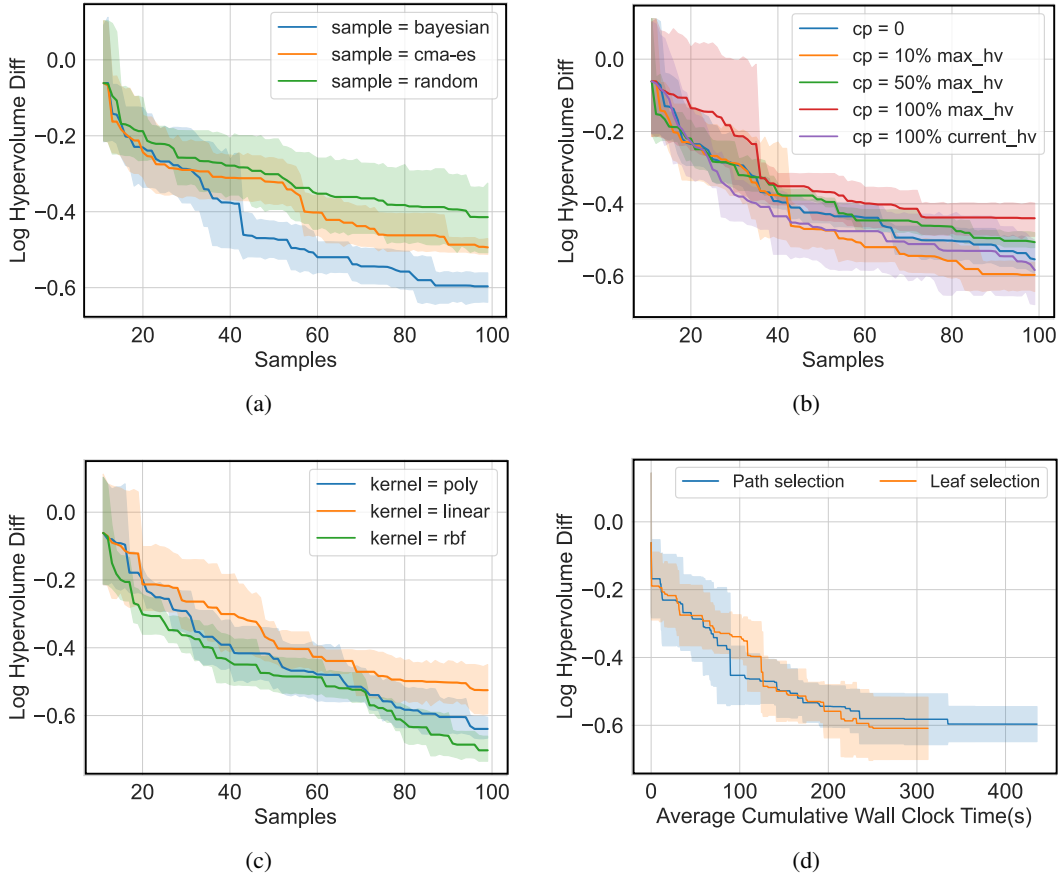 sample = bayesian
sample = cma-es
sample = random
0.0
−0.2
−0.4
−0.6
Log Hypervolume Diff
20 40 60 80 100
Samples
(a)
cp = 0
cp = 10% max_hv
cp = 50% max_hv
cp = 100% max_hv
cp = 100% current_hv
0.0
−0.2
−0.4
−0.6
Log Hypervolume Diff
20 40 60 80 100
Samples
(b)
kernel = poly
kernel = linear
kernel = rbf
0.0
−0.2
−0.4
−0.6
Log Hypervolume Diff
20 40 60 80 100
Samples
(c)
Path selection Leaf selection
0.0
−0.2
−0.4
−0.6
Log Hypervolume Diff
0 100 200 300 400
Average Cumulative Wall Clock Time(s)
(d)